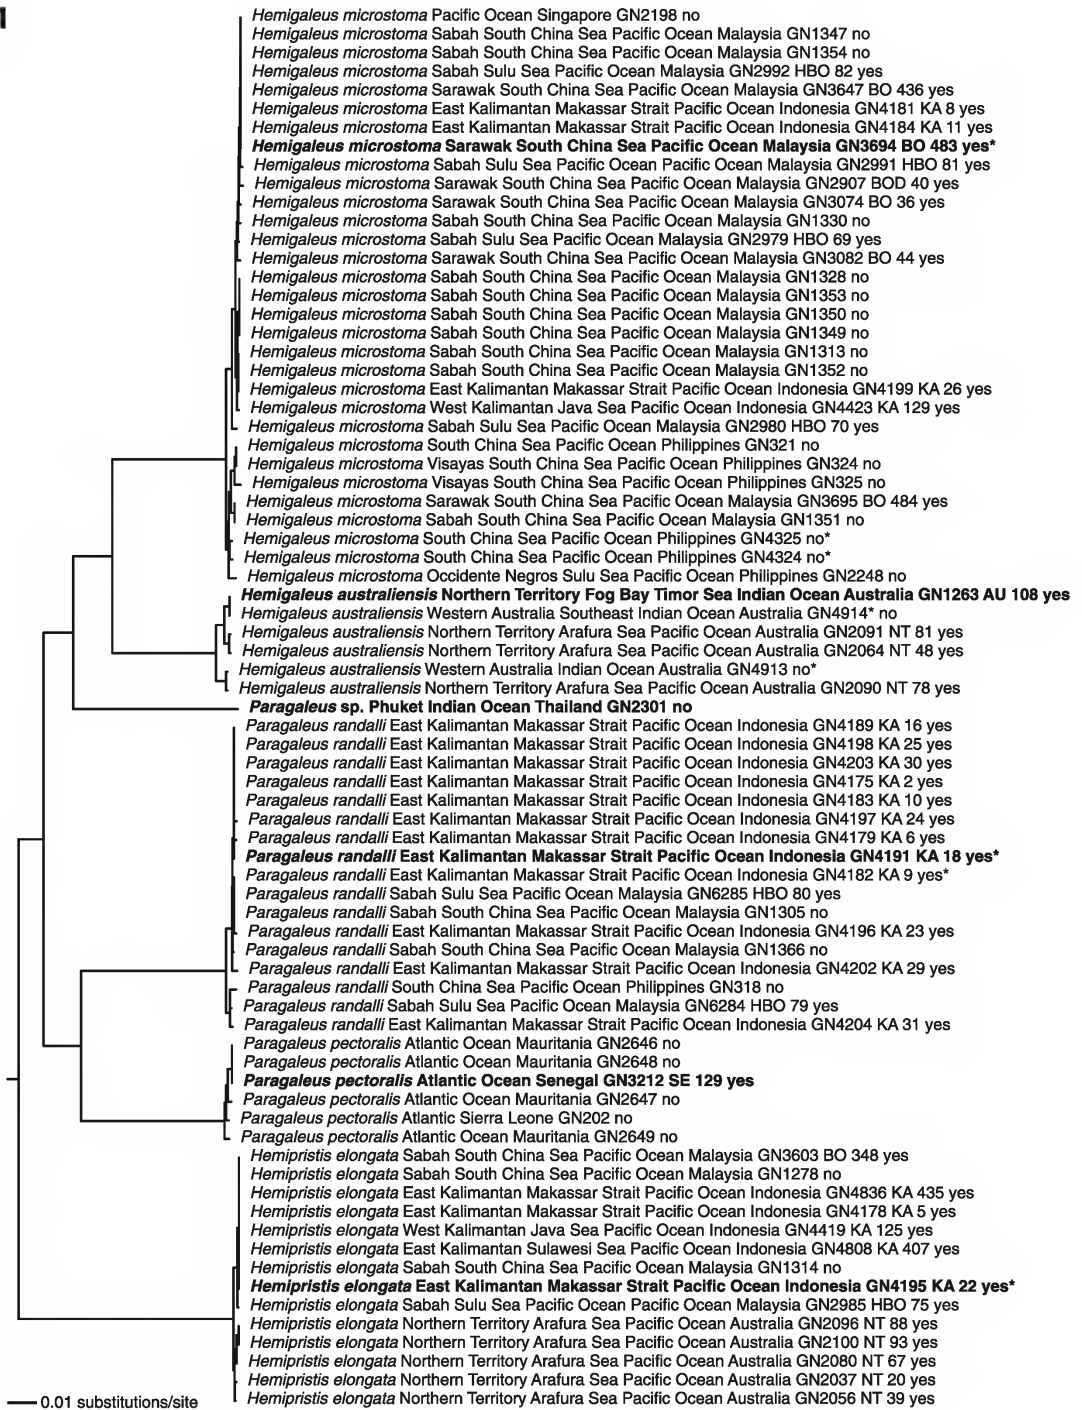 Hemigaleus microstoma Pacific Ocean Singapore GN2198 no
Hemigaleus microstoma Sabah South China Sea Pacific Ocean Malaysia GN1347 no
Hemigaleus microstoma Sabah South China Sea Pacific Ocean Malaysia GN1354 no
Hemigaleus microstoma Sabah Sulu Sea Pacific Ocean Malaysia GN2992 HBO 82 yes
Hemigaleus microstoma Sarawak South China Sea Pacific Ocean Malaysia GN3647 BO 436 yes
Hemigaleus microstoma East Kalimantan Makassar Strait Pacific Ocean Indonesia GN4181 KA 8 yes
Hemigaleus microstoma East Kalimantan Makassar Strait Pacific Ocean Indonesia GN4184 KA 11 yes
Hemigaleus microstoma Sarawak South China Sea Pacific Ocean Malaysia GN3694 BO 483 yes*
Hemigaleus microstoma Sabah Sulu Sea Pacific Ocean Pacific Ocean Malaysia GN2991 HBO 81 yes
Hemigaleus microstoma Sarawak South China Sea Pacific Ocean Malaysia GN2907 BOD 40 yes
Hemigaleus microstoma Sarawak South China Sea Pacific Ocean Malaysia GN3074 BO 36 yes
Hemigaleus microstoma Sabah South China Sea Pacific Ocean Malaysia GN1330 no
Hemigaleus microstoma Sabah Sulu Sea Pacific Ocean Malaysia GN2979 HBO 69 yes
Hemigaleus microstoma Sarawak South China Sea Pacific Ocean Malaysia GN3082 BO 44 yes
Hemigaleus microstoma Sabah South China Sea Pacific Ocean Malaysia GN1328 no
Hemigaleus microstoma Sabah South China Sea Pacific Ocean Malaysia GN1353 no
Hemigaleus microstoma Sabah South China Sea Pacific Ocean Malaysia GN1350 no
Hemigaleus microstoma Sabah South China Sea Pacific Ocean Malaysia GN1349 no
Hemigaleus microstoma Sabah South China Sea Pacific Ocean Malaysia GN1313 no
Hemigaleus microstoma Sabah South China Sea Pacific Ocean Malaysia GN1352 no
Hemigaleus microstoma East Kalimantan Makassar Strait Pacific Ocean Indonesia GN4199 KA 26 yes
Hemigaleus microstoma West Kalimantan Java Sea Pacific Ocean Indonesia GN4423 KA 129 yes
Hemigaleus microstoma Sabah Sulu Sea Pacific Ocean Malaysia GN2980 HBO 70 yes
Hemigaleus microstoma South China Sea Pacific Ocean Philippines GN321 no
Hemigaleus microstoma Visayas South China Sea Pacific Ocean Philippines GN324 no
Hemigaleus microstoma Visayas South China Sea Pacific Ocean Philippines GN325 no
Hemigaleus microstoma Sarawak South China Sea Pacific Ocean Malaysia GN3695 BO 484 yes
Hemigaleus microstoma Sabah South China Sea Pacific Ocean Malaysia GN1351 no
Hemigaleus microstoma South China Sea Pacific Ocean Philippines GN4325 no*
Hemigaleus microstoma South China Sea Pacific Ocean Philippines GN4324 no*
Hemigaleus microstoma Occidente Negros Sulu Sea Pacific Ocean Philippines GN2248 no
Hemigaleus australiensis Northern Territory Fog Bay Timor Sea Indian Ocean Australia GN1263 AU 108 yes
Hemigaleus australiensis Western Australia Southeast Indian Ocean Australia GN4914* no
Hemigaleus australiensis Northern Territory Arafura Sea Pacific Ocean Australia GN2091 NT 81 yes
Hemigaleus australiensis Northern Territory Arafura Sea Pacific Ocean Australia GN2064 NT 48 yes
Hemigaleus australiensis Western Australia Indian Ocean Australia GN4913 no*
Hemigaleus australiensis Northern Territory Arafura Sea Pacific Ocean Australia GN2090 NT 78 yes
Paragaleus sp. Phuket Indian Ocean Thailand GN2301 no
Paragaleus randalli East Kalimantan Makassar Strait Pacific Ocean Indonesia GN4189 KA 16 yes
Paragaleus randalli East Kalimantan Makassar Strait Pacific Ocean Indonesia GN4198 KA 25 yes
Paragaleus randalli East Kalimantan Makassar Strait Pacific Ocean Indonesia GN4203 KA 30 yes
Paragaleus randalli East Kalimantan Makassar Strait Pacific Ocean Indonesia GN4175 KA 2 yes
Paragaleus randalli East Kalimantan Makassar Strait Pacific Ocean Indonesia GN4183 KA 10 yes
Paragaleus randalli East Kalimantan Makassar Strait Pacific Ocean Indonesia GN4197 KA 24 yes
Paragaleus randalli East Kalimantan Makassar Strait Pacific Ocean Indonesia GN4179 KA 6 yes
Paragaleus randalli East Kalimantan Makassar Strait Pacific Ocean Indonesia GN4191 KA 18 yes*
Paragaleus randalli East Kalimantan Makassar Strait Pacific Ocean Indonesia GN4182 KA 9 yes*
Paragaleus randalli Sabah Sulu Sea Pacific Ocean Malaysia GN6285 HBO 80 yes
Paragaleus randalli Sabah South China Sea Pacific Ocean Malaysia GN1305 no
Paragaleus randalli East Kalimantan Makassar Strait Pacific Ocean Indonesia GN4196 KA 23 yes
Paragaleus randalli Sabah South China Sea Pacific Ocean Malaysia GN1366 no
Paragaleus randalli East Kalimantan Makassar Strait Pacific Ocean Indonesia GN4202 KA 29 yes
Paragaleus randalli South China Sea Pacific Ocean Philippines GN318 no
Paragaleus randalli Sabah Sulu Sea Pacific Ocean Malaysia GN6284 HBO 79 yes
Paragaleus randalli East Kalimantan Makassar Strait Pacific Ocean Indonesia GN4204 KA 31 yes
Paragaleus pectoralis Atlantic Ocean Mauritania GN2646 no
Paragaleus pectoralis Atlantic Ocean Mauritania GN2648 no
Paragaleus pectoralis Atlantic Ocean Senegal GN3212 SE 129 yes
Paragaleus pectoralis Atlantic Ocean Mauritania GN2647 no
Paragaleus pectoralis Atlantic Sierra Leone GN202 no
Paragaleus pectoralis Atlantic Ocean Mauritania GN2649 no
Hemipristis elongata Sabah South China Sea Pacific Ocean Malaysia GN3603 BO 348 yes
Hemipristis elongata Sabah South China Sea Pacific Ocean Malaysia GN1278 no
Hemipristis elongata East Kalimantan Makassar Strait Pacific Ocean Indonesia GN4836 KA 435 yes
Hemipristis elongata East Kalimantan Makassar Strait Pacific Ocean Indonesia GN4178 KA 5 yes
Hemipristis elongata West Kalimantan Java Sea Pacific Ocean Indonesia GN4419 KA 125 yes
Hemipristis elongata East Kalimantan Sulawesi Sea Pacific Ocean Indonesia GN4808 KA 407 yes
Hemipristis elongata Sabah South China Sea Pacific Ocean Malaysia GN1314 no
Hemipristis elongata East Kalimantan Makassar Strait Pacific Ocean Indonesia GN4195 KA 22 yes*
Hemipristis elongata Sabah Sulu Sea Pacific Ocean Pacific Ocean Malaysia GN2985 HBO 75 yes
Hemipristis elongata Northern Territory Arafura Sea Pacific Ocean Australia GN2096 NT 88 yes
Hemipristis elongata Northern Territory Arafura Sea Pacific Ocean Australia GN2100 NT 93 yes
Hemipristis elongata Northern Territory Arafura Sea Pacific Ocean Australia GN2080 NT 67 yes
Hemipristis elongata Northern Territory Arafura Sea Pacific Ocean Australia GN2037 NT 20 yes
Hemipristis elongata Northern Territory Arafura Sea Pacific Ocean Australia GN2056 NT 39 yes
0.01 substitutions/site